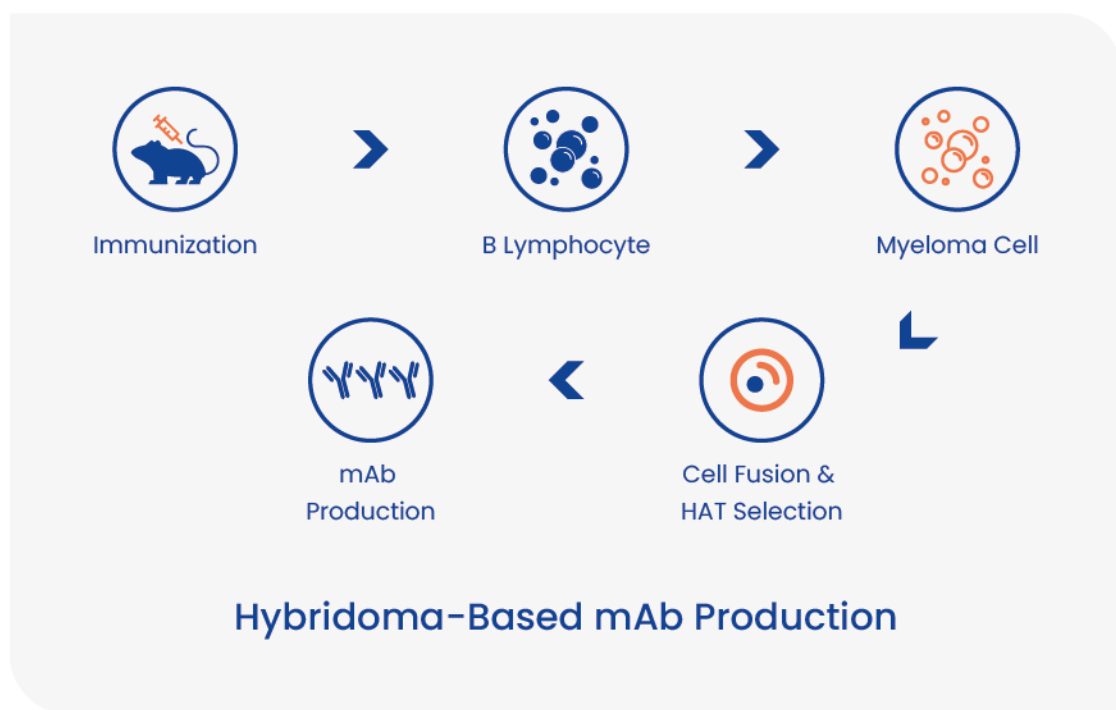 Immunization
B Lymphocyte
Myeloma Cell
mAb
Production
Cell Fusion &
HAT Selection
Hybridoma-Based mAb Production